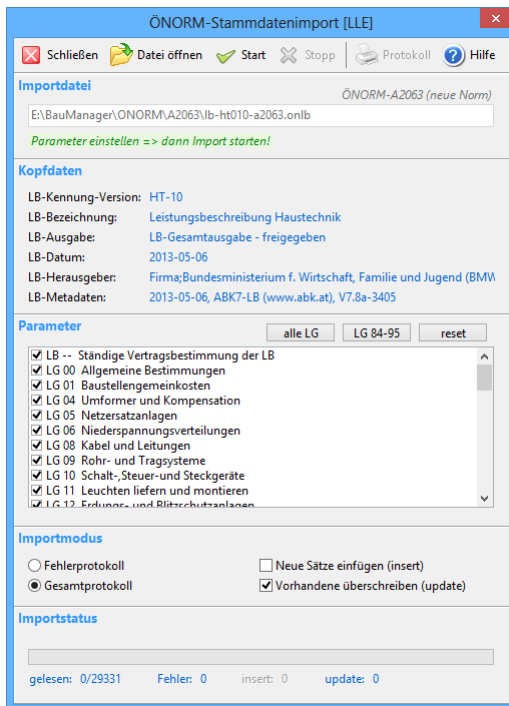 ÖNORM-Stammdatenimport [LLE]
Schließen Datei öffnen Start Stopp Protokoll Hilfe
Importdatei
ÖNORM-A2063 (neue Norm)
E:\BauManager\ONORM\A2063\lb-ht010-a2063.onlb
Parameter einstellen => dann Import starten!
Kopfdaten
LB-Kennung-Version: HT-10
LB-Bezeichnung: Leistungsbeschreibung Haustechnik
LB-Ausgabe: LB-Gesamtausgabe - freigegeben
LB-Datum: 2013-05-06
LB-Herausgeber: Firma;Bundesministerium f. Wirtschaft, Familie und Jugend (BMW
LB-Metadaten: 2013-05-06, ABK7-LB (www.abk.at), V7.8a-3405
Parameter alle LG LG 84-95 reset
LB -- Ständige Vertragsbestimmung der LB
LG 00 Allgemeine Bestimmungen
LG 01 Baustellengemeinkosten
LG 04 Umformer und Kompensation
LG 05 Netzersatzanlagen
LG 06 Niederspannungsverteilungen
LG 08 Kabel und Leitungen
LG 09 Rohr- und Tragsysteme
LG 10 Schalt-,Steuer-und Steckgeräte
LG 11 Leuchten liefern und montieren
LG 12 Erdungs- und Blitzschutzanlagen
Importmodus
Fehlerprotokoll Neue Sätze einfügen (insert)
Gesamtprotokoll Vorhandene überschreiben (update)
Importstatus
gelesen: 0/29331 Fehler: 0 insert: 0 update: 0